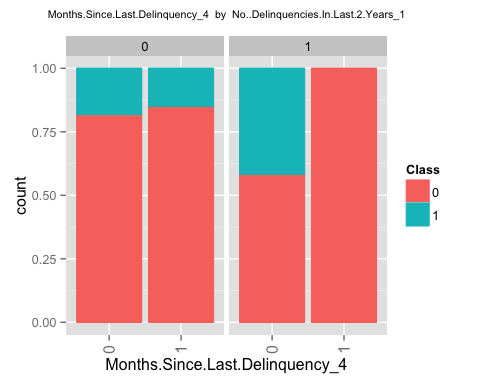 Months.Since.Last.Delinquency_4 by No..Delinquencies.In.Last.2.Years_1
0 1
1.00
0.75
0.50
0.25
0.00
count
0 1 0 1
Months.Since.Last.Delinquency_4
Class
0
1